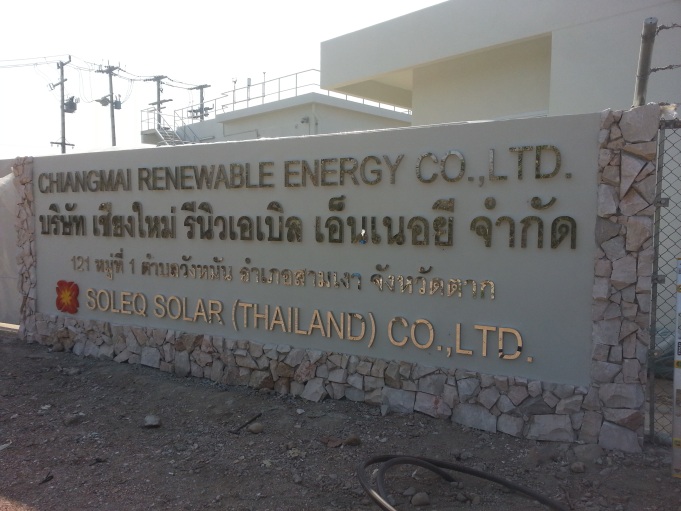 CHIANGMAI RENEWABLE ENERGY CO.,LTD.
บริษัท เชียงใหม่ รีนิวเอเบิล เอ็นเนอยี จำกัด
121 หมู่ที่ 1 ตำบลวังหมัน อำเภอสามเงา จังหวัดตาก
SOLEQ SOLAR (THAILAND) CO.,LTD.